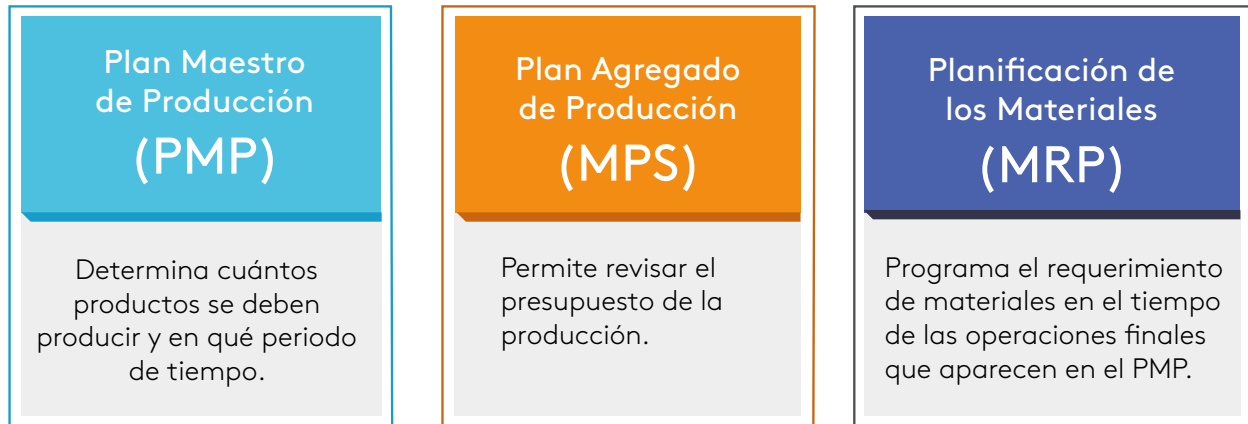 Plan Maestro
de Producción
(PMP)
Determina cuántos
productos se deben
producir y en qué periodo
de tiempo.
Plan Agregado
de Producción
(MPS)
Permite revisar el
presupuesto de la
producción.
Planificación de
los Materiales
(MRP)
Programa el requerimiento
de materiales en el tiempo
de las operaciones finales
que aparecen en el PMP.